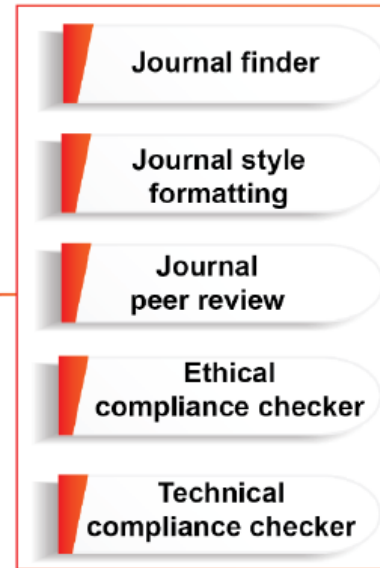 Journal finder
Journal style
formatting
Journal
peer review
Ethical
compliance checker
Technical
compliance checker